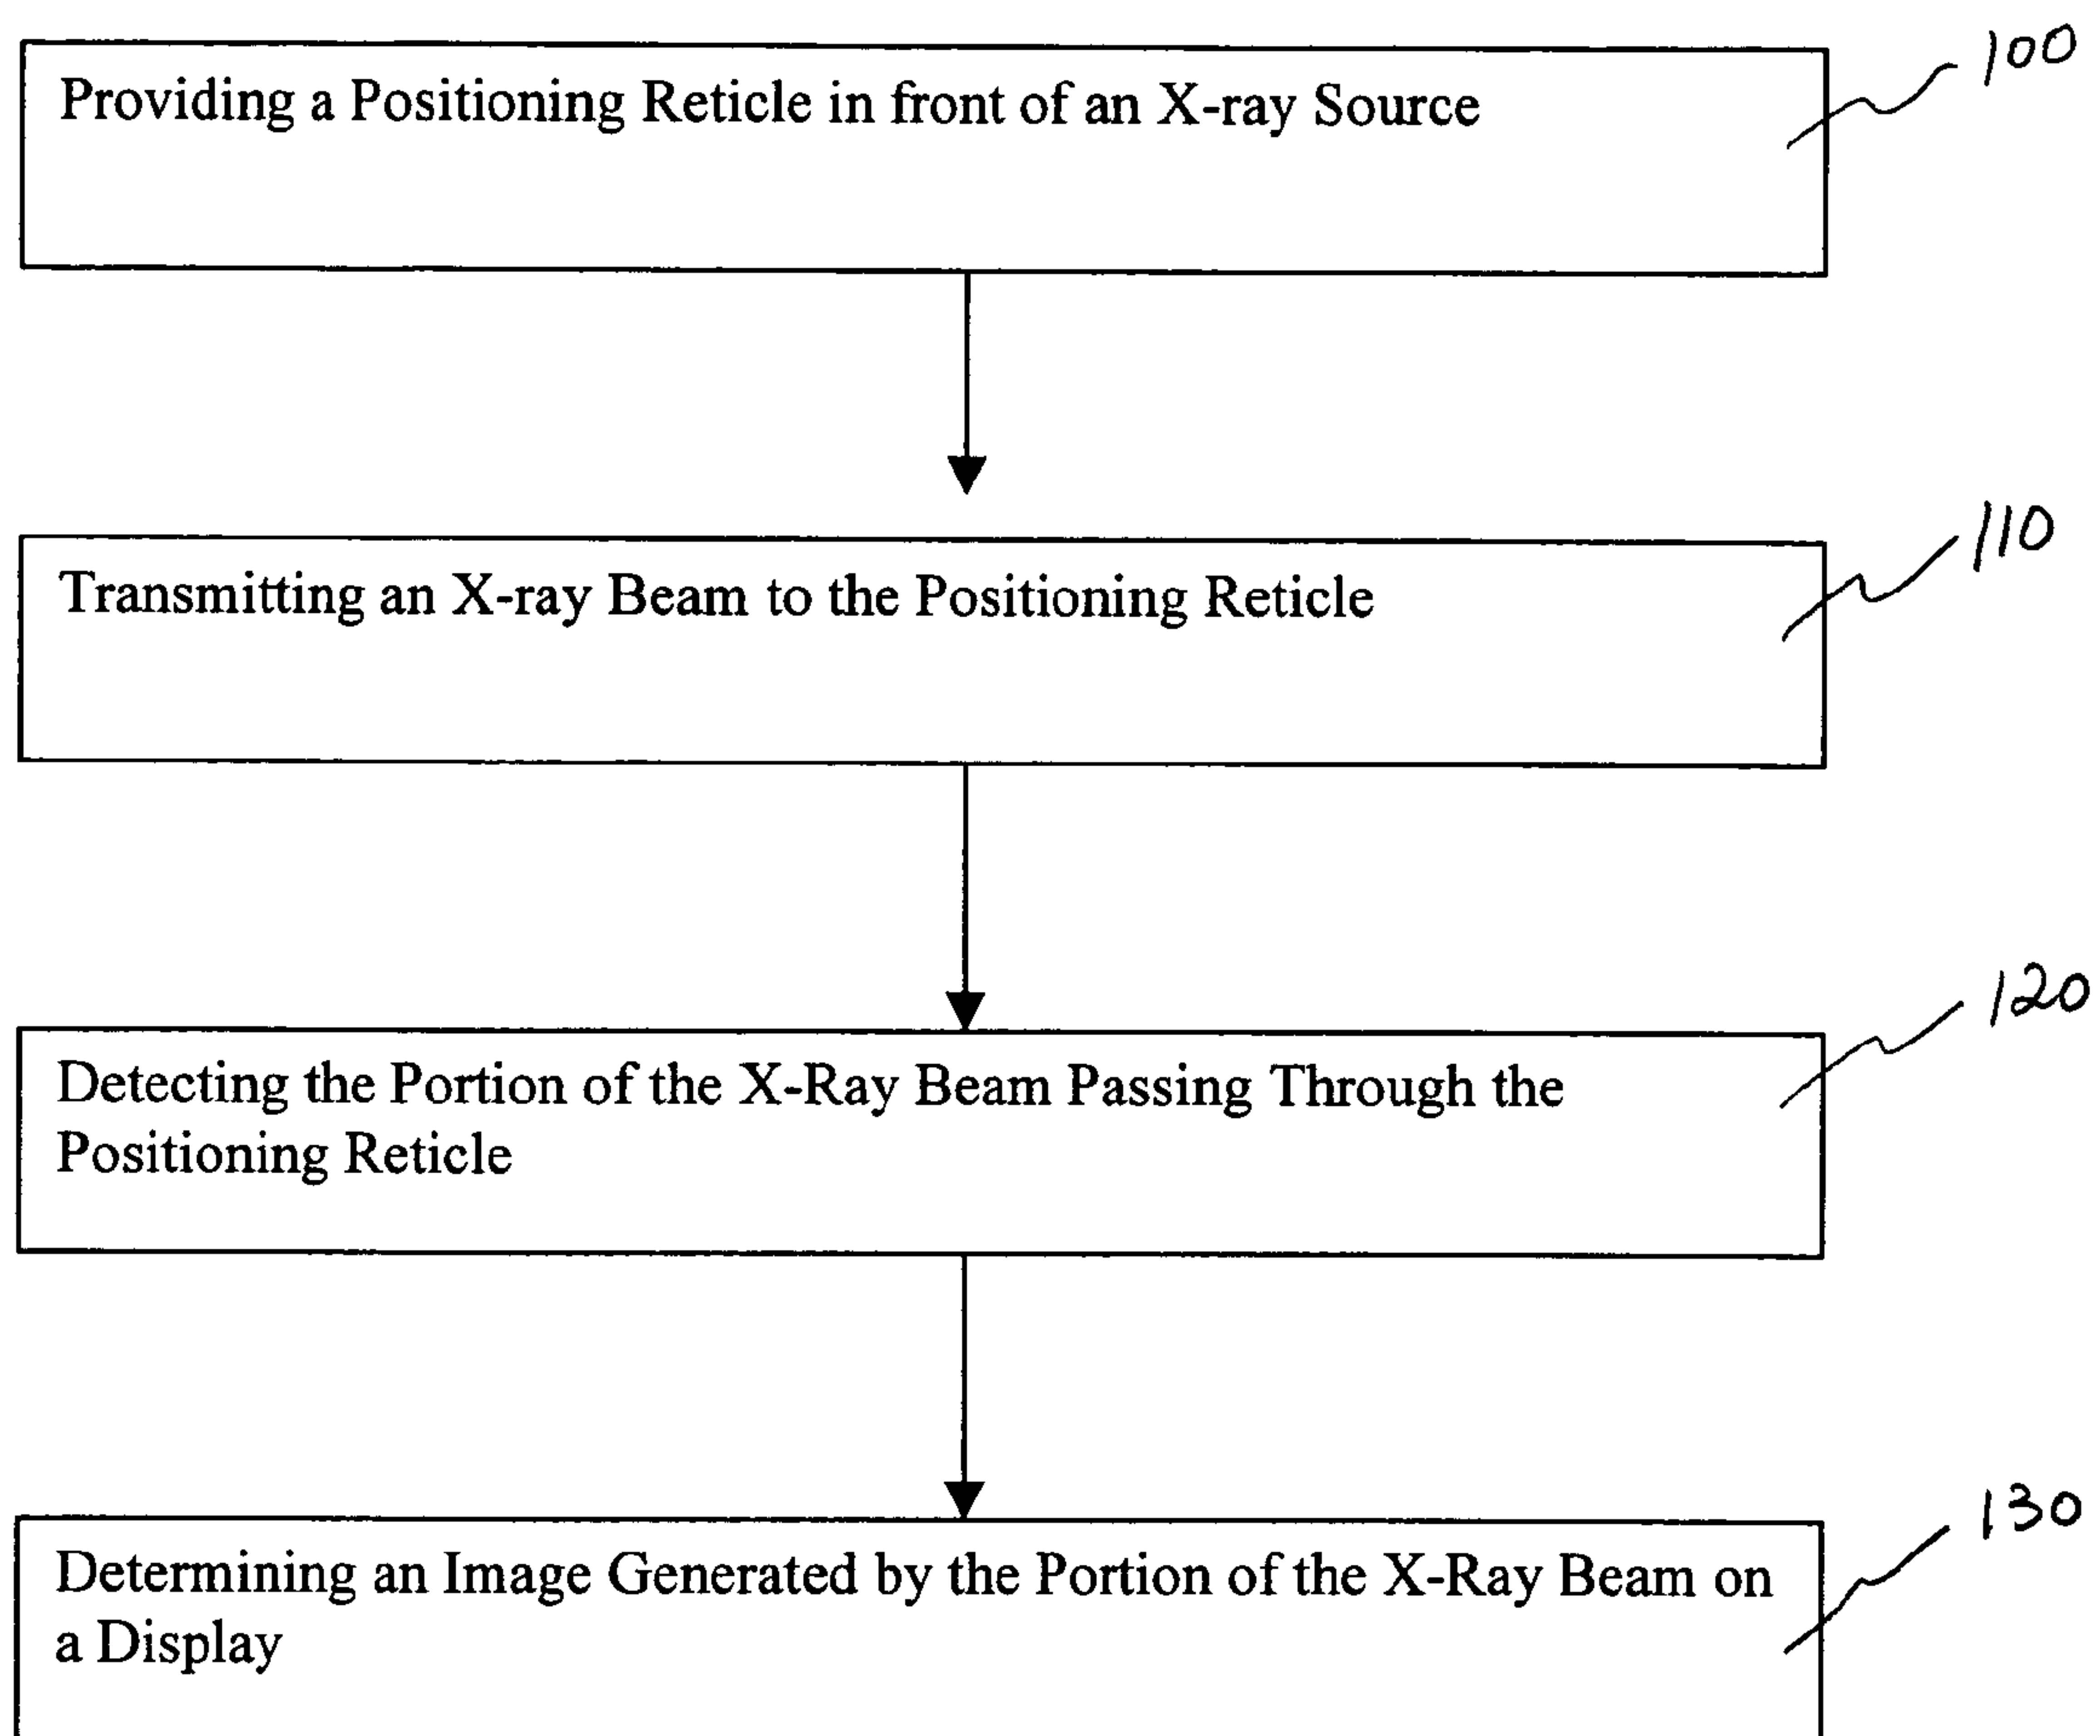 Providing a Positioning Reticle in front of an X-ray Source
100
Transmitting an X-ray Beam to the Positioning Reticle
110
Detecting the Portion of the X-Ray Beam Passing Through the
Positioning Reticle
120
Determining an Image Generated by the Portion of the X-Ray Beam on
a Display
130